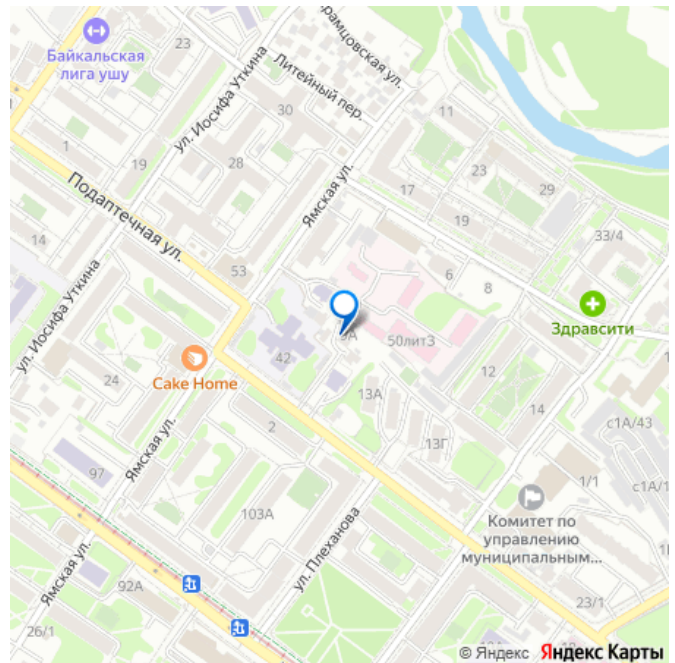 Байкальская
лига ушу
23
рамцовская ул.
Литейный пер.
ул. Иосифа Уткина
30
11
1
19
28
Ямская ул.
17
23
29
Подаптечная ул.
19
33/4
14
53
6
8
ул. Иосифа Уткина
9А
50лит3
Здравсити
42
Cake Home
24
12
13А
14
Ямская ул.
2
13Г
с1А/43
97
103А
1/1
с1А/1
Комитет по
управлению
муниципальным...
ул. Плеханова
Ямская ул.
92А
23/1
26/1
© Яндекс Яндекс Карты